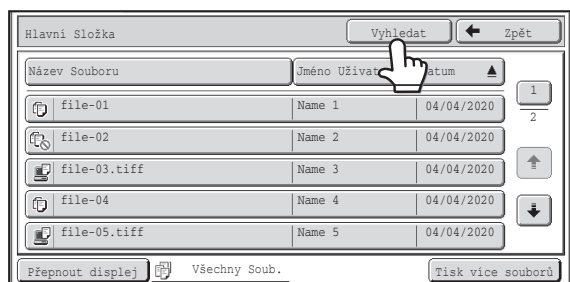 Hlavní Složka Vyhledat Zpět
Název Souboru Jméno Uživat Datum
file-01 Name 1 04/04/2020
file-02 Name 2 04/04/2020
file-03.tiff Name 3 04/04/2020
file-04 Name 4 04/04/2020
file-05.tiff Name 5 04/04/2020
1
2
Přepnout displej Všechny Soub. Tisk více souborů